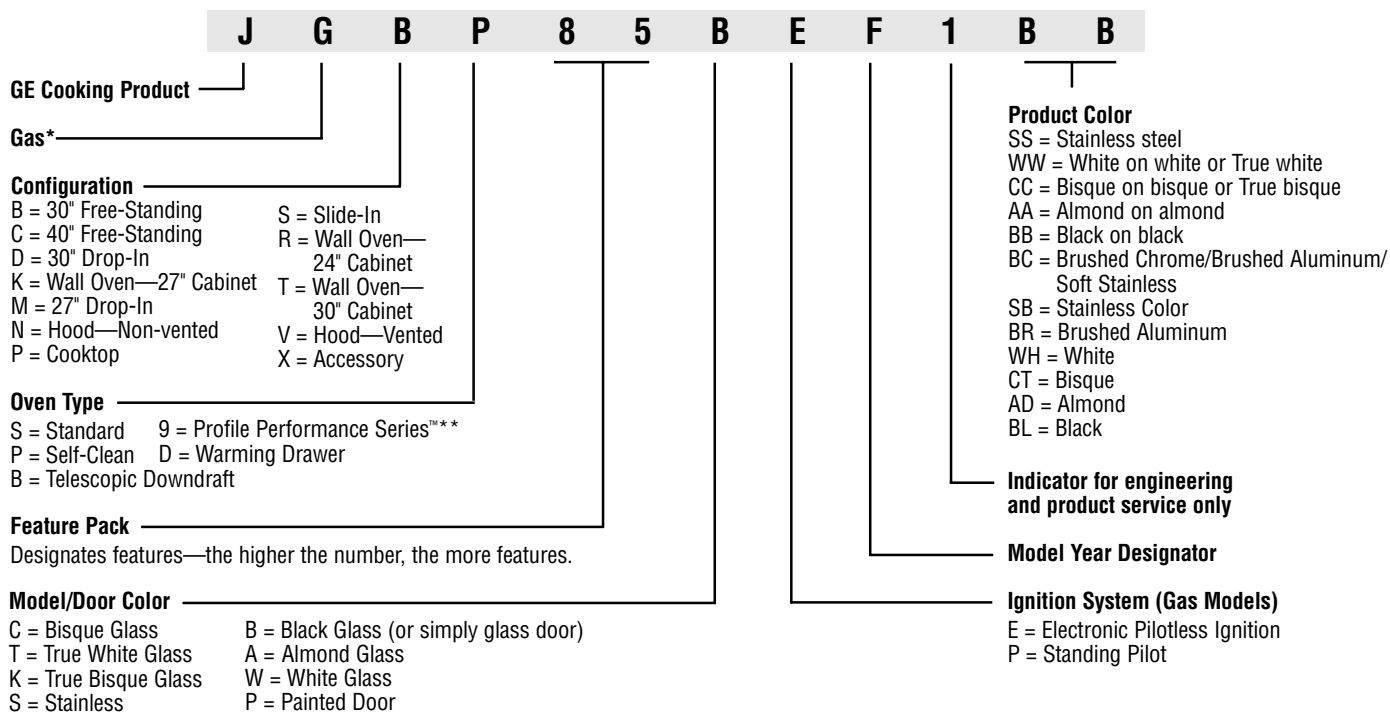 J G B P 8 5 B E F 1 B B
GE Cooking Product
Gas*
Configuration
B = 30" Free-Standing
C = 40" Free-Standing
D = 30" Drop-In
K = Wall Oven—27" Cabinet
M = 27" Drop-In
N = Hood—Non-vented
P = Cooktop
S = Slide-In
R = Wall Oven—
24" Cabinet
T = Wall Oven—
30" Cabinet
V = Hood—Vented
X = Accessory
Oven Type
S = Standard
P = Self-Clean
B = Telescopic Downdraft
9 = Profile Performance Series™**
D = Warming Drawer
Feature Pack
Designates features—the higher the number, the more features.
Model/Door Color
C = Bisque Glass
T = True White Glass
K = True Bisque Glass
S = Stainless
B = Black Glass (or simply glass door)
A = Almond Glass
W = White Glass
P = Painted Door
Product Color
SS = Stainless steel
WW = White on white or True white
CC = Bisque on bisque or True bisque
AA = Almond on almond
BB = Black on black
BC = Brushed Chrome/Brushed Aluminum/
Soft Stainless
SB = Stainless Color
BR = Brushed Aluminum
WH = White
CT = Bisque
AD = Almond
BL = Black
Indicator for engineering
and product service only
Model Year Designator
Ignition System (Gas Models)
E = Electronic Pilotless Ignition
P = Standing Pilot